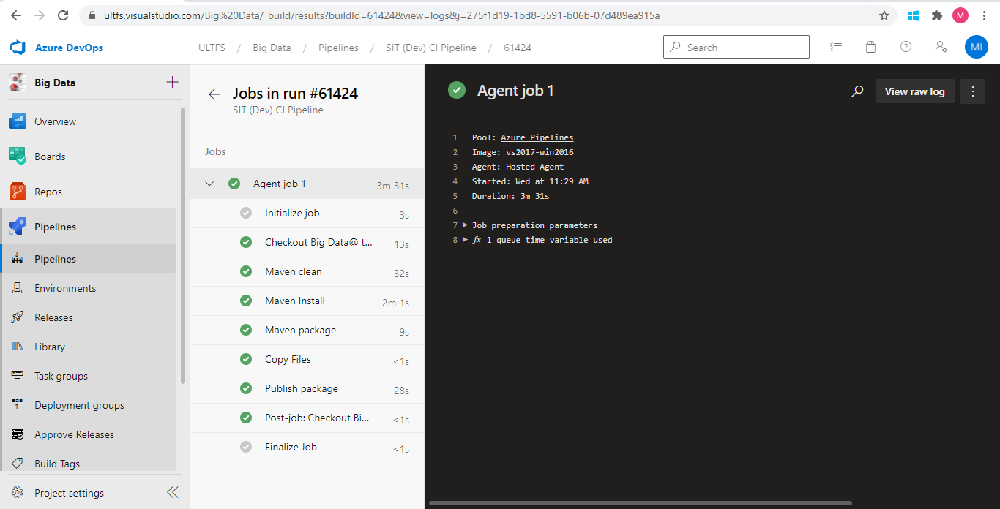 ultfs.visualstudio.com/Big%20Data/_build/results?buildId=61424&view=logs&j=275f1d19-1bd8-5591-b06b-07d489ea915a
M
Azure DevOps
ULTFS / Big Data / Pipelines / SIT (Dev) CI Pipeline / 61424
Search
MI
Big Data
Overview
Boards
Repos
Pipelines
Pipelines
Environments
Releases
Library
Task groups
Deployment groups
Approve Releases
Build Tags
Project settings
Jobs in run #61424
SIT (Dev) CI Pipeline
Jobs
Agent job 1 3m 31s
Initialize job 3s
Checkout Big Data@ t... 13s
Maven clean 32s
Maven Install 2m 1s
Maven package 9s
Copy Files <1s
Publish package 28s
Post-job: Checkout Bi... <1s
Finalize Job <1s
Agent job 1
View raw log
1 Pool: Azure Pipelines
2 Image: vs2017-win2016
3 Agent: Hosted Agent
4 Started: Wed at 11:29 AM
5 Duration: 3m 31s
6
7 Job preparation parameters
8 fx 1 queue time variable used